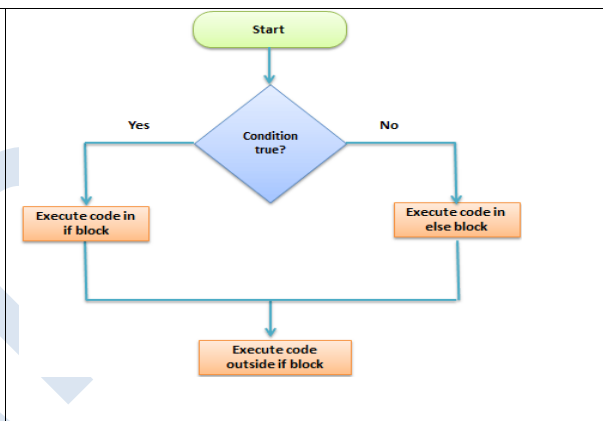 Start
Condition
true?
Yes
No
Execute code in
if block
Execute code in
else block
Execute code
outside if block